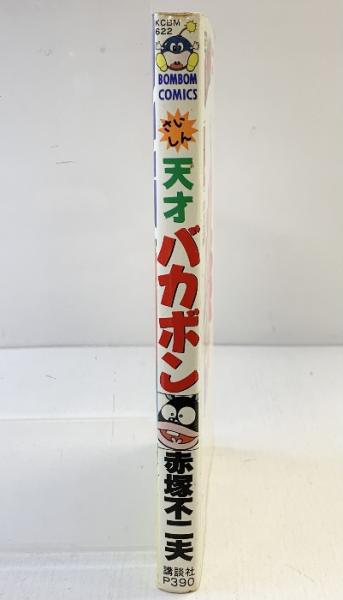 KCBM
622
BOMBOM
COMICS
さいしん
天才
バカボン
赤塚不二夫
講談社
P390